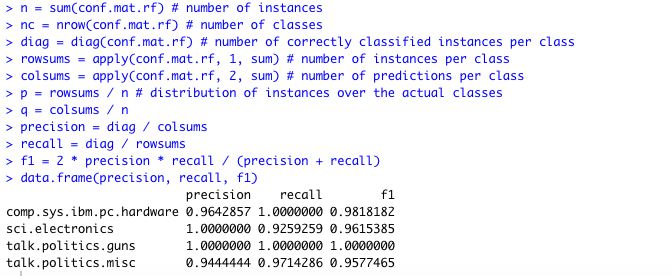 > n = sum(conf.mat.rf) # number of instances
> nc = nrow(conf.mat.rf) # number of classes
> diag = diag(conf.mat.rf) # number of correctly classified instances per class
> rowsums = apply(conf.mat.rf, 1, sum) # number of instances per class
> colsums = apply(conf.mat.rf, 2, sum) # number of predictions per class
> p = rowsums / n # distribution of instances over the actual classes
> q = colsums / n
> precision = diag / colsums
> recall = diag / rowsums
> f1 = 2 * precision * recall / (precision + recall)
> data.frame(precision, recall, f1)
                         precision    recall        f1
comp.sys.ibm.pc.hardware 0.9642857 1.0000000 0.9818182
sci.electronics          1.0000000 0.9259259 0.9615385
talk.politics.guns       1.0000000 1.0000000 1.0000000
talk.politics.misc       0.9444444 0.9714286 0.9577465